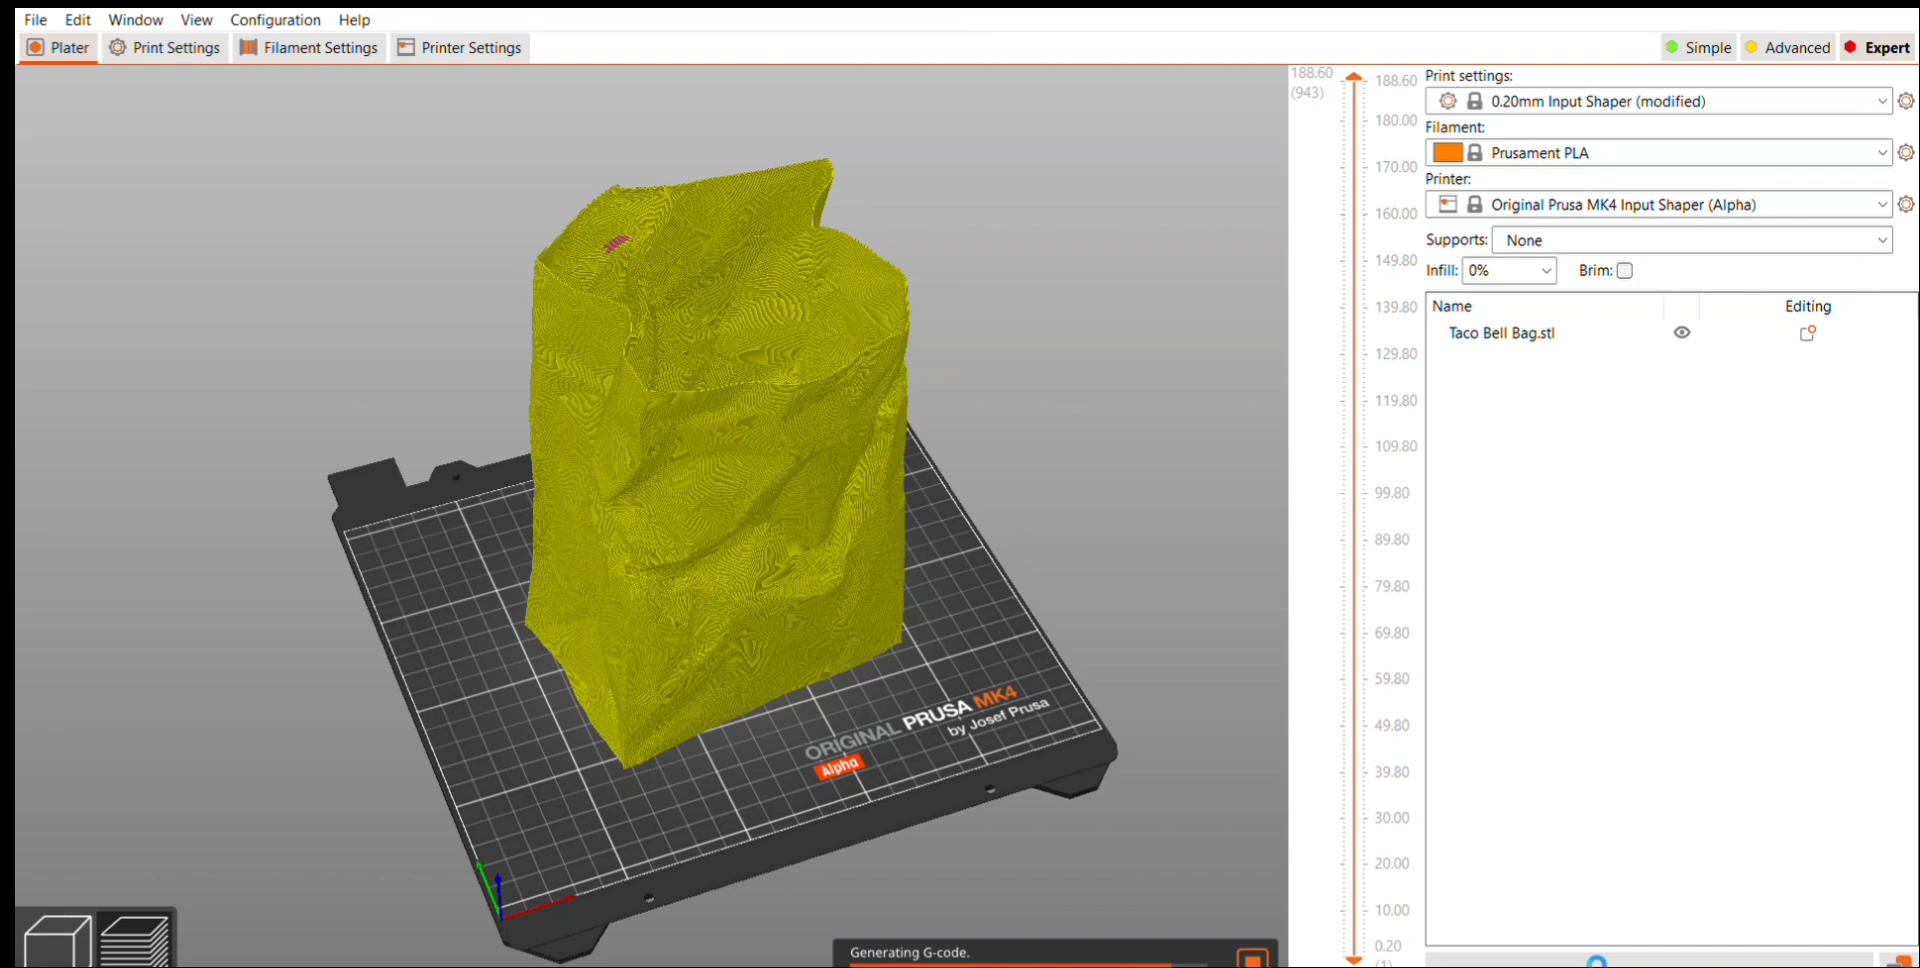 File Edit Window View Configuration Help
Plater Print Settings Filament Settings Printer Settings
Simple Advanced Expert
188.60
(943)
188.60
180.00
170.00
160.00
149.80
139.80
129.80
119.80
109.80
99.80
89.80
79.80
69.80
59.80
49.80
39.80
30.00
20.00
10.00
0.20
(1)
Print settings:
0.20mm Input Shaper (modified)
Filament:
Prusament PLA
Printer:
Original Prusa MK4 Input Shaper (Alpha)
Supports: None
Infill: 0% Brim:
Name Editing
Taco Bell Bag.stl
ORIGINAL PRUSA MK4
by Josef Prusa
Alpha
Generating G-code.